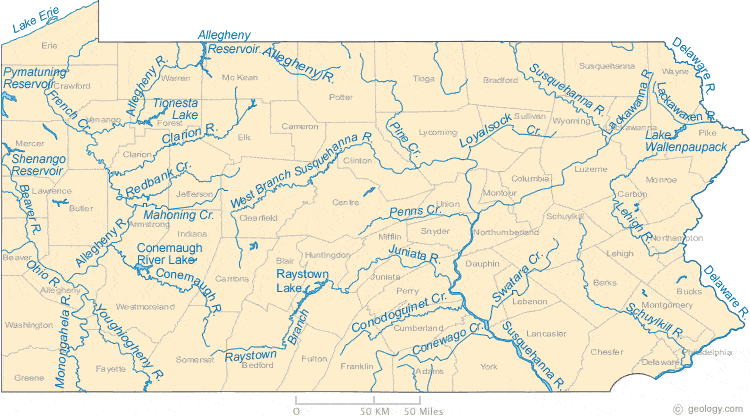 Lake Erie
Erie
Allegheny
Reservoir
Allegheny R.
Pymatuning
Reservoir
Crawford
Warren
Mc Kean
Potter
Tioga
Bradford
Susquehanna
Wayne
Delaware R.
French Cr.
Allegheny R.
Tionesta
Lake
Susquehanna R.
Lackawanna R.
Lackawaxen Cr.
Venango
Forest
Elk
Cameron
Clarion R.
Pine Cr.
Lycoming
Loyalsock
Cr.
Sullivan
Wyoming
Lackawanna
Pike
Lake
Wallenpaupack
Mercer
Shenango
Reservoir
Clarion
Clinton
West Branch Susquehanna R.
Redbank Cr.
Jefferson
Luzerne
Columbia
Montour
Monroe
Carbon
Lawrence
Butler
Beaver R.
Mahoning Cr.
Armstrong
Clearfield
Centre
Union
Penns Cr.
Snyder
Northumberland
Schuylkill
Lehigh R.
Northampton
Allegheny R.
Indiana
Conemaugh
River Lake
Mifflin
Juniata R.
Huntingdon
Blair
Cambria
Beaver
Ohio R.
Allegheny
Conemaugh R.
Raystown
Lake
Juniata
Perry
Dauphin
Swatara Cr.
Lehigh
Berks
Bucks
Delaware R.
Lebenon
Montgomery
Westmoreland
Washington
Monongahela R.
Youghiogheny R.
Conodoguinet Cr.
Cumberland
Conewago Cr.
Susquehanna R.
Lancaster
Schuylkill R.
Chesfer
Delaware
Philadelphia
Raystown
Branch
Somerset
Bedford
Fulton
Franklin
Adams
York
Greene
Fayette
0 50 KM 50 Miles
© geology.com